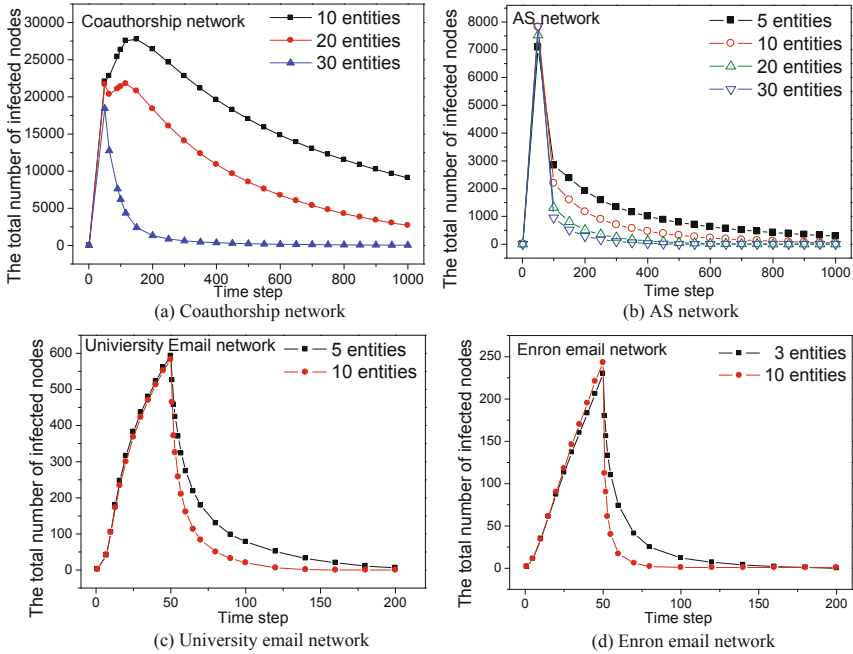 Coauthorship network
10 entities
20 entities
30 entities
The total number of infected nodes
30000
25000
20000
15000
10000
5000
0
0 200 400 600 800 1000
Time step
(a) Coauthorship network
AS network
5 entities
10 entities
20 entities
30 entities
The total number of infected nodes
8000
7000
6000
5000
4000
3000
2000
1000
0
0 200 400 600 800 1000
Time step
(b) AS network
Univiersity Email network
5 entities
10 entities
The total number of infected nodes
600
500
400
300
200
100
0
0 50 100 150 200
Time step
(c) University email network
Enron email network
3 entities
10 entities
The total number of infected nodes
250
200
150
100
50
0
0 50 100 150 200
Time step
(d) Enron email network